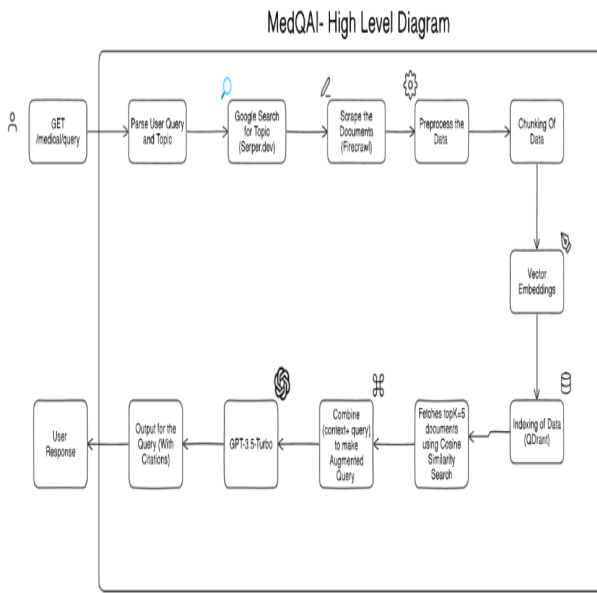 MedQAI- High Level Diagram
GET
/medical/query
Parse User Query
and Topic
Google Search
for Topic
(Serper.dev)
Scrape the
Documents
(Firecrawl)
Preprocess the
Data
Chunking Of
Data
Vector
Embeddings
Indexing of Data
(QDrant)
Fetches topK=5
documents
using Cosine
Similarity
Search
Combine
(context+ query)
to make
Augmented
Query
GPT-3.5-Turbo
Output for the
Query (With
Citations)
User
Response